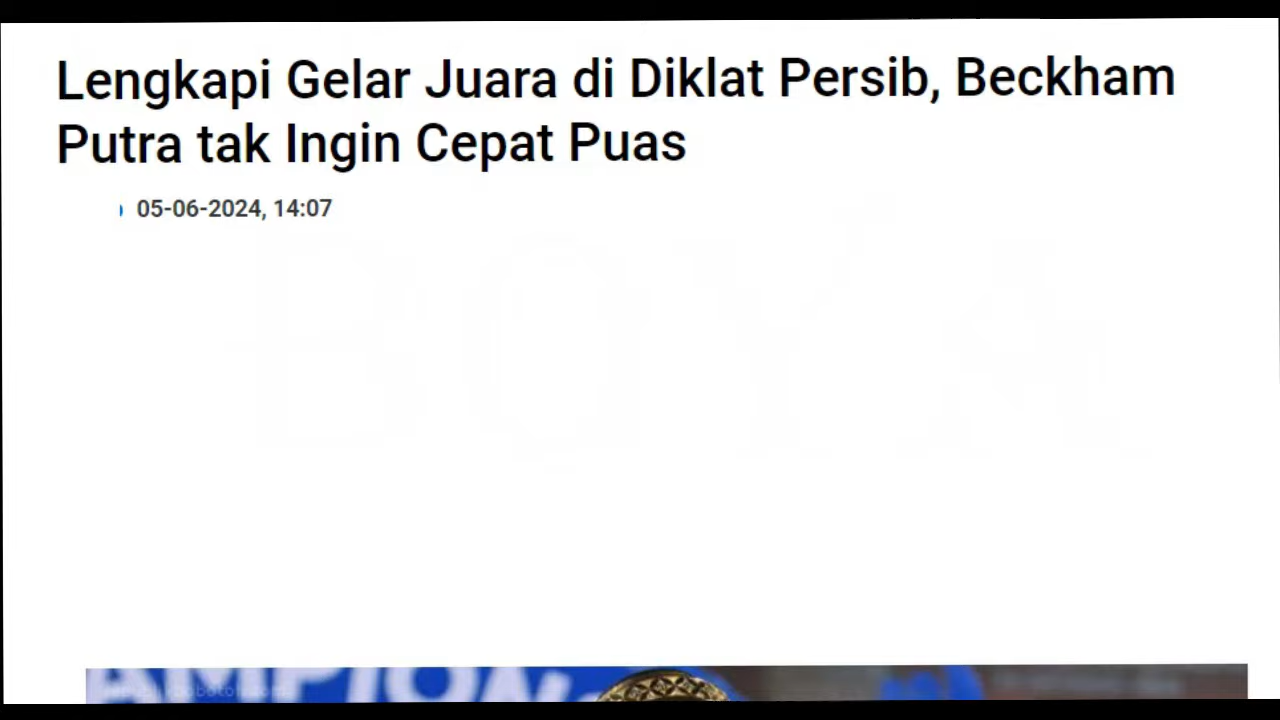 Lengkapi Gelar Juara di Diklat Persib, Beckham
Putra tak Ingin Cepat Puas
05-06-2024, 14:07